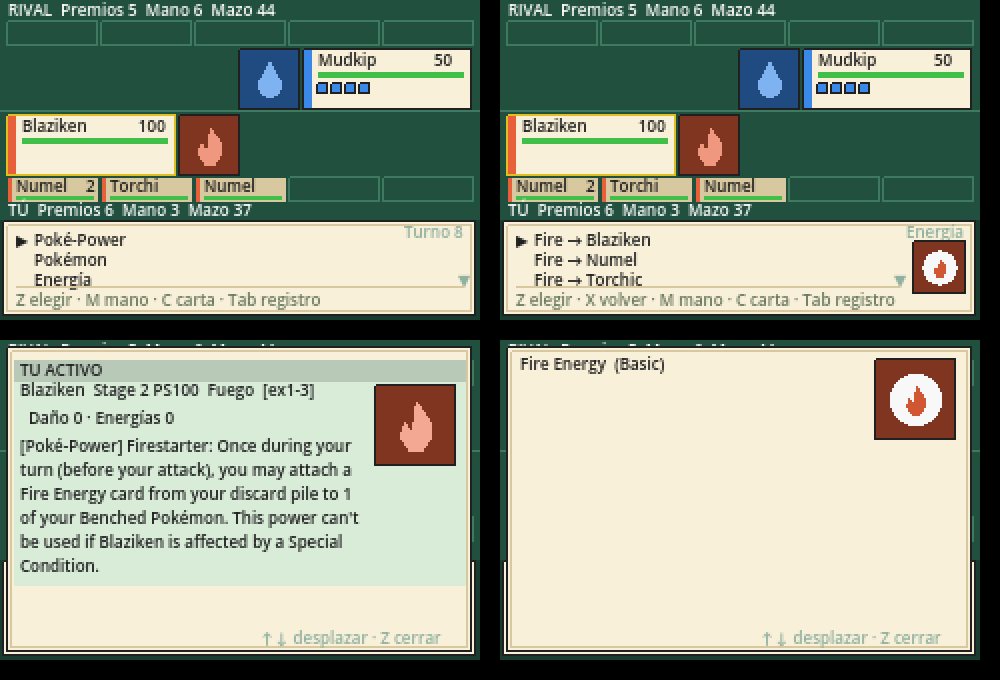 RIVAL Premios 5 Mano 6 Mazo 44
Mudkip 50
Blaziken 100
Numel 2 Torchi Numel
TÚ Premios 6 Mano 3 Mazo 37
Turno 8
▶ Poké-Power
Pokémon
Energía
Z elegir · M mano · C carta · Tab registro
RIVAL Premios 5 Mano 6 Mazo 44
Mudkip 50
Blaziken 100
Numel 2 Torchi Numel
TÚ Premios 6 Mano 3 Mazo 37
Energía
▶ Fire → Blaziken
Fire → Numel
Fire → Torchic
Z elegir · X volver · M mano · C carta · Tab registro
TU ACTIVO
Blaziken Stage 2 PS100 Fuego [ex1-3]
Daño 0 · Energías 0
[Poké-Power] Firestarter: Once during your
turn (before your attack), you may attach a
Fire Energy card from your discard pile to 1
of your Benched Pokémon. This power can't
be used if Blaziken is affected by a Special
Condition.
↑↓ desplazar · Z cerrar
Fire Energy (Basic)
↑↓ desplazar · Z cerrar